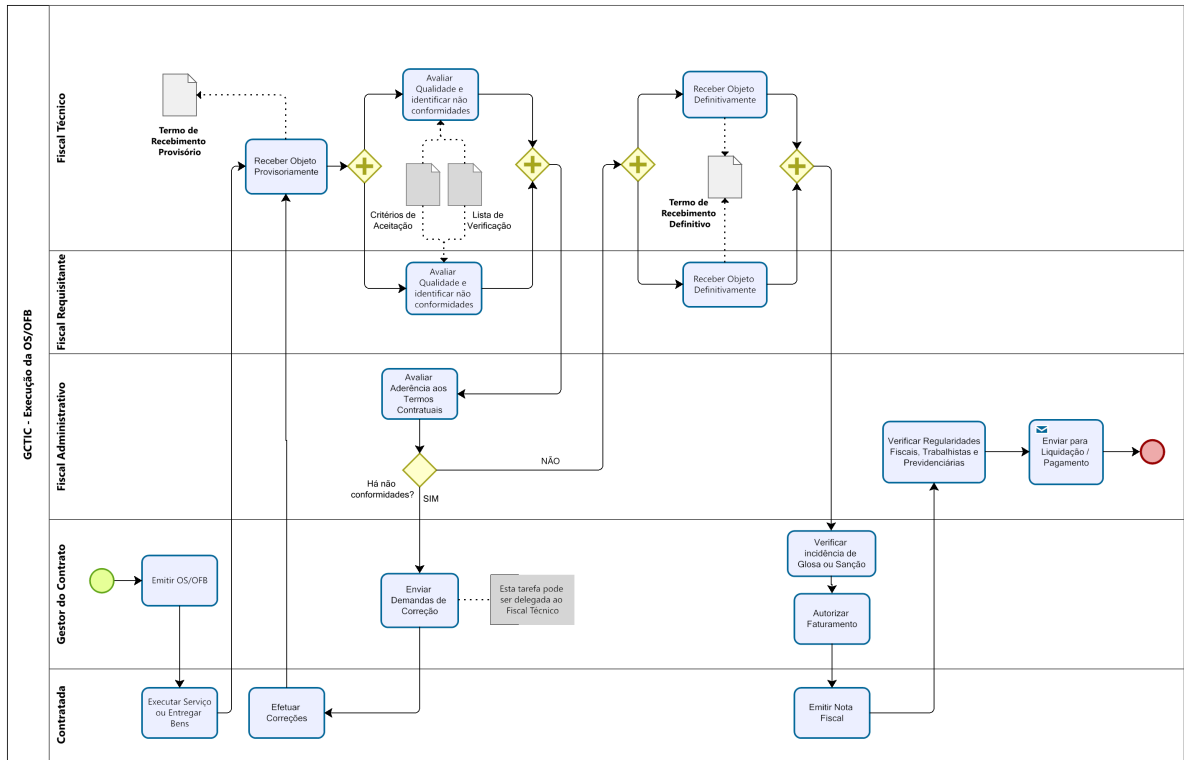 GCTIC - Execução da OS/OFB
Fiscal Técnico
Termo de
Recebimento
Provisório
Receber Objeto
Provisoriamente
Avaliar
Qualidade e
identificar não
conformidades
Critérios de
Aceitação
Lista de
Verificação
Receber Objeto
Definitivamente
Termo de
Recebimento
Definitivo
Fiscal Requisitante
Avaliar
Qualidade e
identificar não
conformidades
Receber Objeto
Definitivamente
Fiscal Administrativo
Avaliar
Aderência aos
Termos
Contratuais
Há não
conformidades?
NÃO
SIM
Verificar Regularidades
Fiscais, Trabalhistas e
Previdenciárias
Enviar para
Liquidação /
Pagamento
Gestor do Contrato
Emitir OS/OFB
Enviar
Demandas de
Correção
Esta tarefa pode
ser delegada ao
Fiscal Técnico
Verificar
incidência de
Glosa ou Sanção
Autorizar
Faturamento
Contratada
Executar Serviço
ou Entregar
Bens
Efetuar
Correções
Emitir Nota
Fiscal